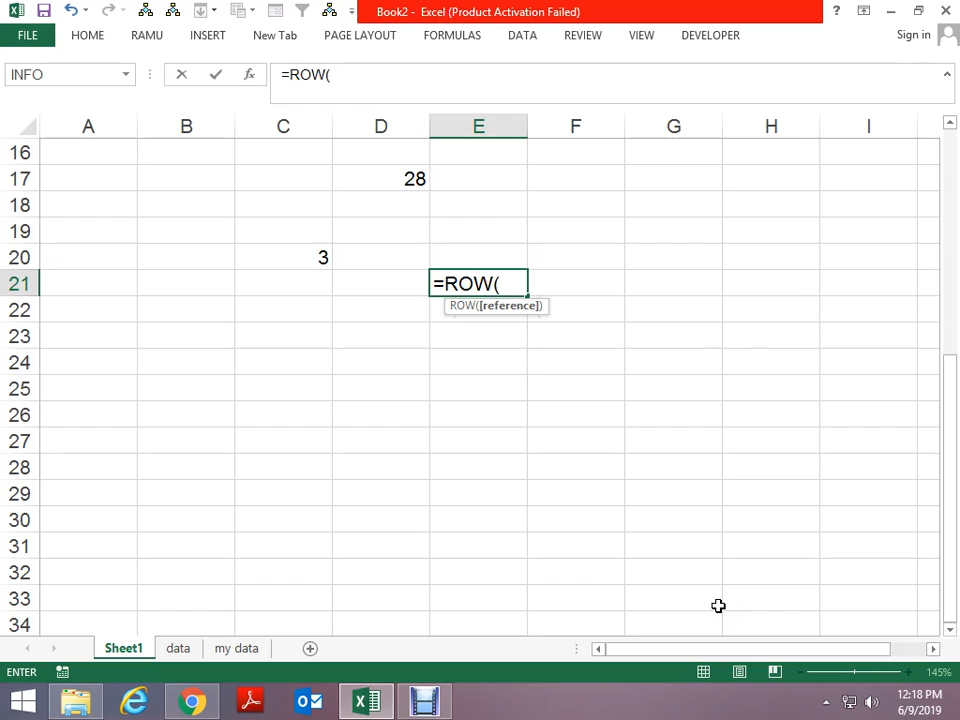 Book2 - Excel (Product Activation Failed)
?
FILE HOME RAMU INSERT New Tab PAGE LAYOUT FORMULAS DATA REVIEW VIEW DEVELOPER Sign in
INFO fx =ROW(
A B C D E F G H I
16
17 28
18
19
20 3
21 =ROW(
ROW([reference])
22
23
24
25
26
27
28
29
30
31
32
33
34
Sheet1 data my data
ENTER 145%
12:18 PM
6/9/2019